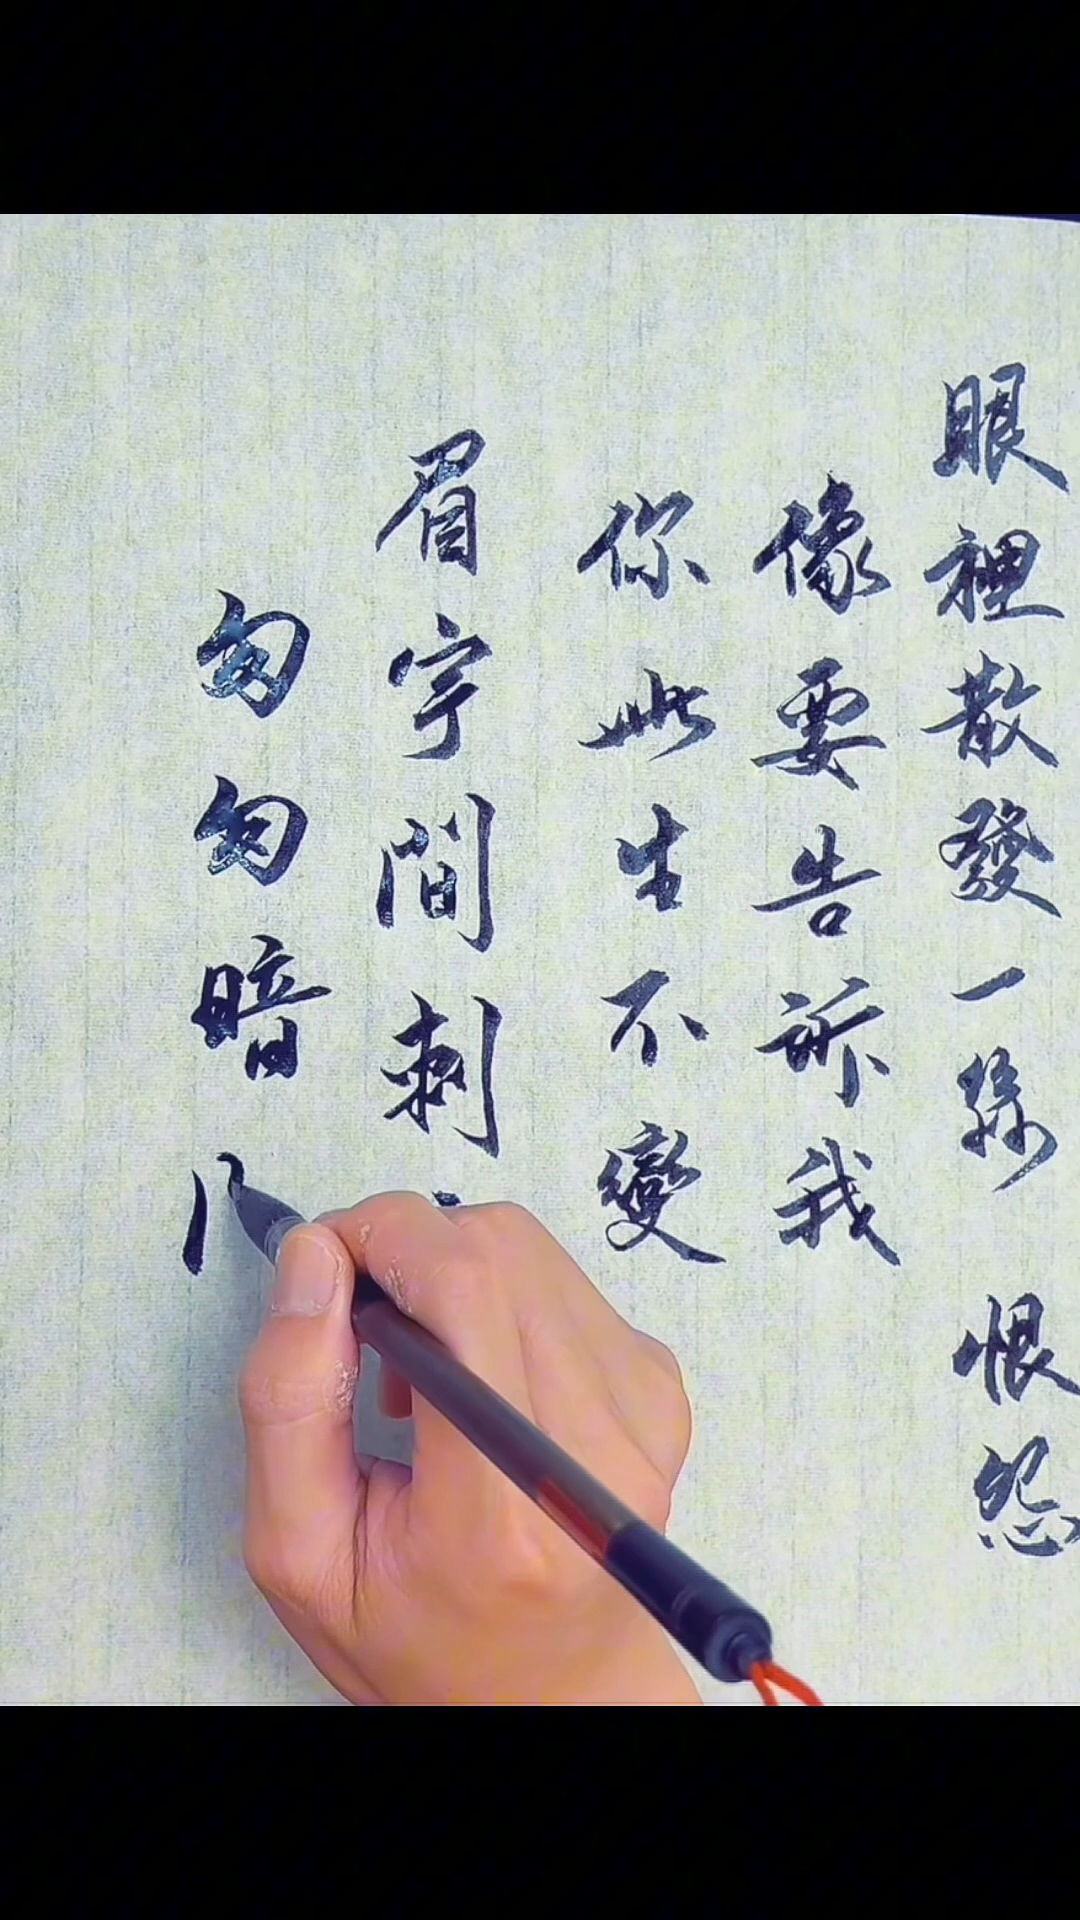 眼裡散發一絲恨怨
像要告訴我
你此生不變
眉宇間刺
匆匆暗